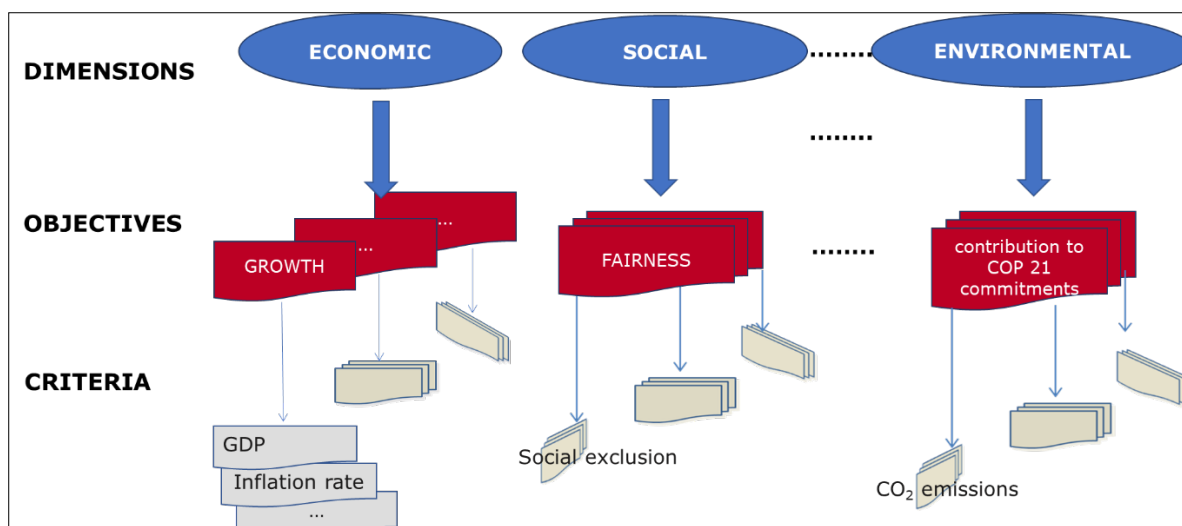 DIMENSIONS
ECONOMIC
SOCIAL
........
ENVIRONMENTAL
........
OBJECTIVES
GROWTH
...
...
FAIRNESS
........
contribution to
COP 21
commitments
CRITERIA
GDP
Inflation rate
...
Social exclusion
CO₂ emissions